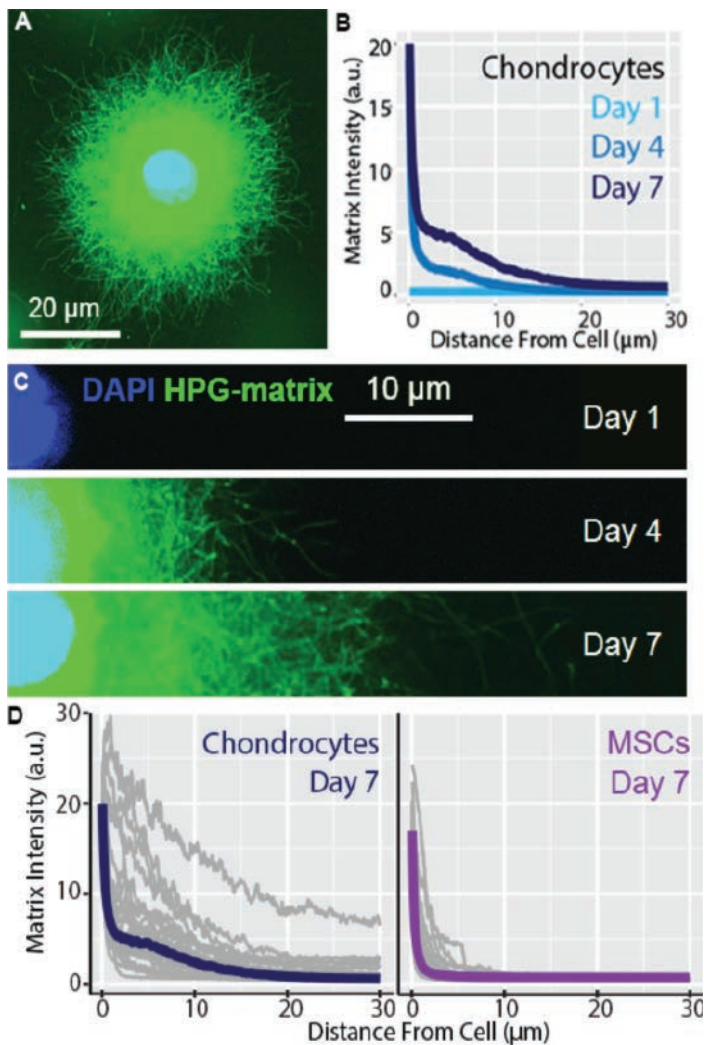 A
20 µm
B
Matrix Intensity (a.u.)
20
15
10
5
0
Chondrocytes
Day 1
Day 4
Day 7
0 10 20 30
Distance From Cell (µm)
C DAPI HPG-matrix 10 µm
Day 1
Day 4
Day 7
D
Matrix Intensity (a.u.)
30
20
10
0
Chondrocytes
Day 7
0 10 20 30
MSCs
Day 7
0 10 20 30
Distance From Cell (µm)